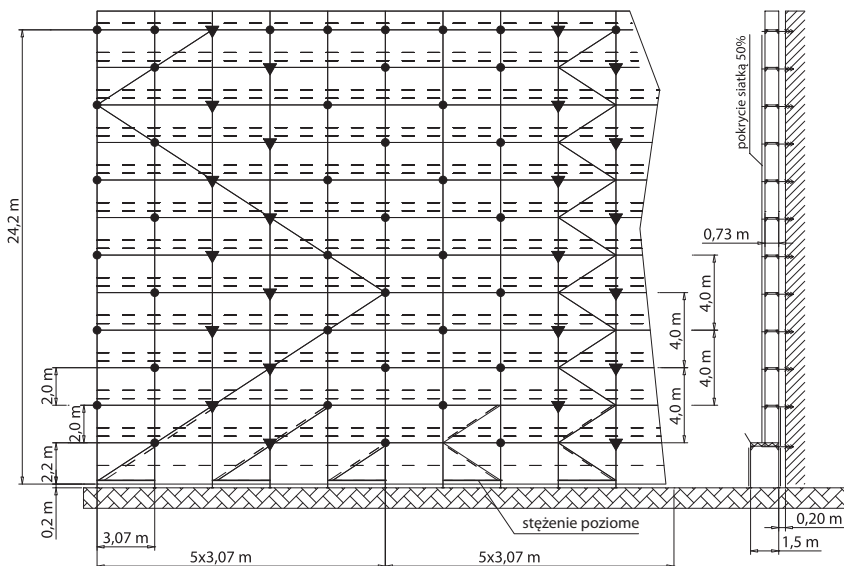 pokrycie siatką 50%
24,2 m
0,73 m
4,0 m
4,0 m
4,0 m
4,0 m
2,0 m
2,0 m
2,2 m
0,2 m
stężenie poziome
3,07 m
0,20 m
5x3,07 m
5x3,07 m
1,5 m